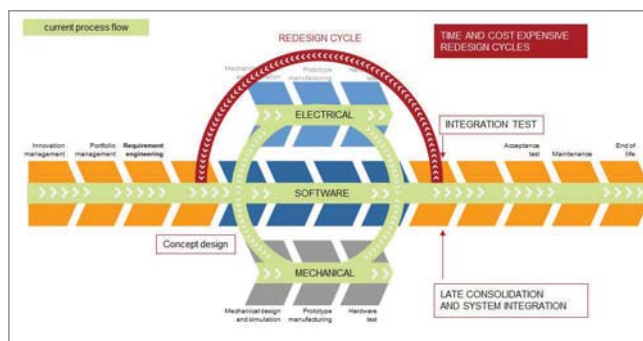 current process flow
REDESIGN CYCLE
TIME AND COST EXPENSIVE
REDESIGN CYCLES
Prototype
manufacturing
ELECTRICAL
INTEGRATION TEST
Innovation
management
Portfolio
management
Requirement
engineering
Acceptance
test
Maintenance
End of
life
SOFTWARE
Concept design
MECHANICAL
LATE CONSOLIDATION
AND SYSTEM INTEGRATION
Mechanical design
and simulation
Prototype
manufacturing
Hardware
test